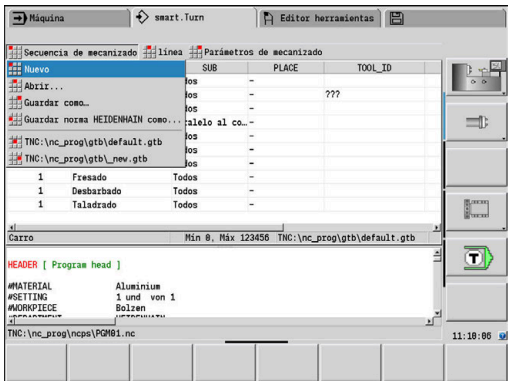 Máquina smart.Turn Editor herramientas
Secuencia de mecanizado línea Parámetros de mecanizado
Nuevo SUB PLACE TOOL_ID
Abrir... dos -
dos ???
Guardar como… dos -
Guardar norma HEIDENHAIN como... ralelo al co… -
dos -
TNC:\nc_prog\gtb\default.gtb dos -
TNC:\nc_prog\gtb\_new.gtb dos -
1 Fresado Todos -
1 Desbarbado Todos -
1 Taladrado Todos -
Carro Min 0, Máx 123456 TNC:\nc_prog\gtb\default.gtb
HEADER [ Program head ]
#MATERIAL Aluminium
#SETTING 1 und von 1
#WORKPIECE Bolzen
#DEPARTMENT HEIDENHAIN
TNC:\nc_prog\ncps\PGM01.nc
T
11:10:06